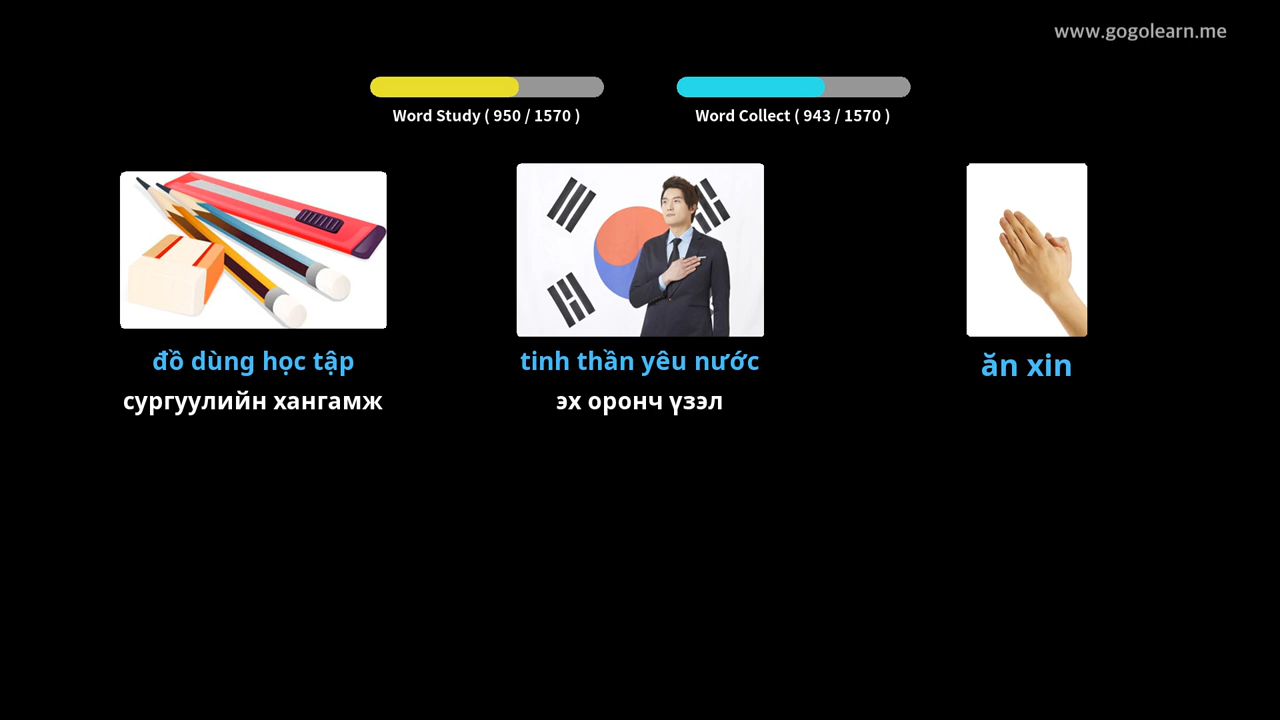 www.gogolearn.me
Word Study ( 950 / 1570 )
Word Collect ( 943 / 1570 )
đồ dùng học tập
сургуулийн хангамж
tinh thần yêu nước
эх оронч үзэл
ăn xin